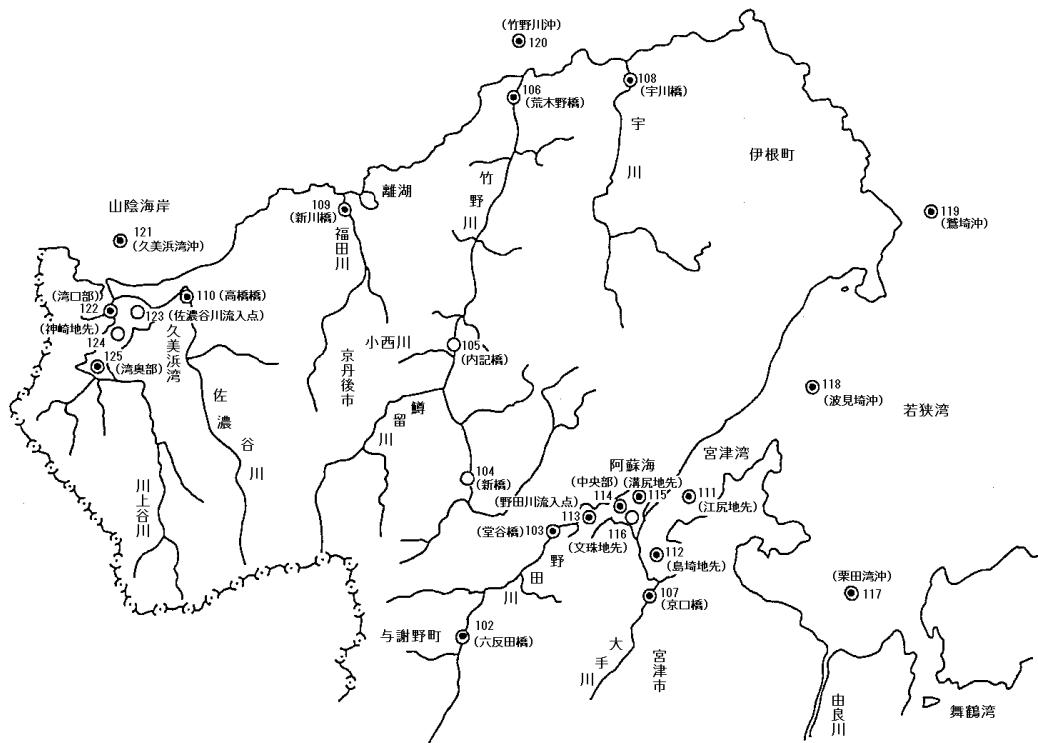 (竹野川沖)
120
106
(荒木野橋)
108
(宇川橋)
宇川
竹野川
伊根町
離湖
109
(新川橋)
福田川
山陰海岸
121
(久美浜湾沖)
119
(鷲埼沖)
110 (高橋橋)
(湾口部)
122
123 (佐濃谷川流入点)
(神崎地先)
124
125
(湾奥部)
久美浜湾
小西川
105
(内記橋)
京丹後市
佐濃谷川
鱒留川
118
(波見埼沖)
若狭湾
川上谷川
104
(新橋)
宮津湾
阿蘇海
(中央部)
(溝尻地先)
114
115
111
(江尻地先)
(野田川流入点)
113
116
(文珠地先)
(堂谷橋) 103
112
(島埼地先)
野田川
(栗田湾沖)
117
107
(京口橋)
与謝野町
102
(六反田橋)
大手川
宮津市
由良川
舞鶴湾